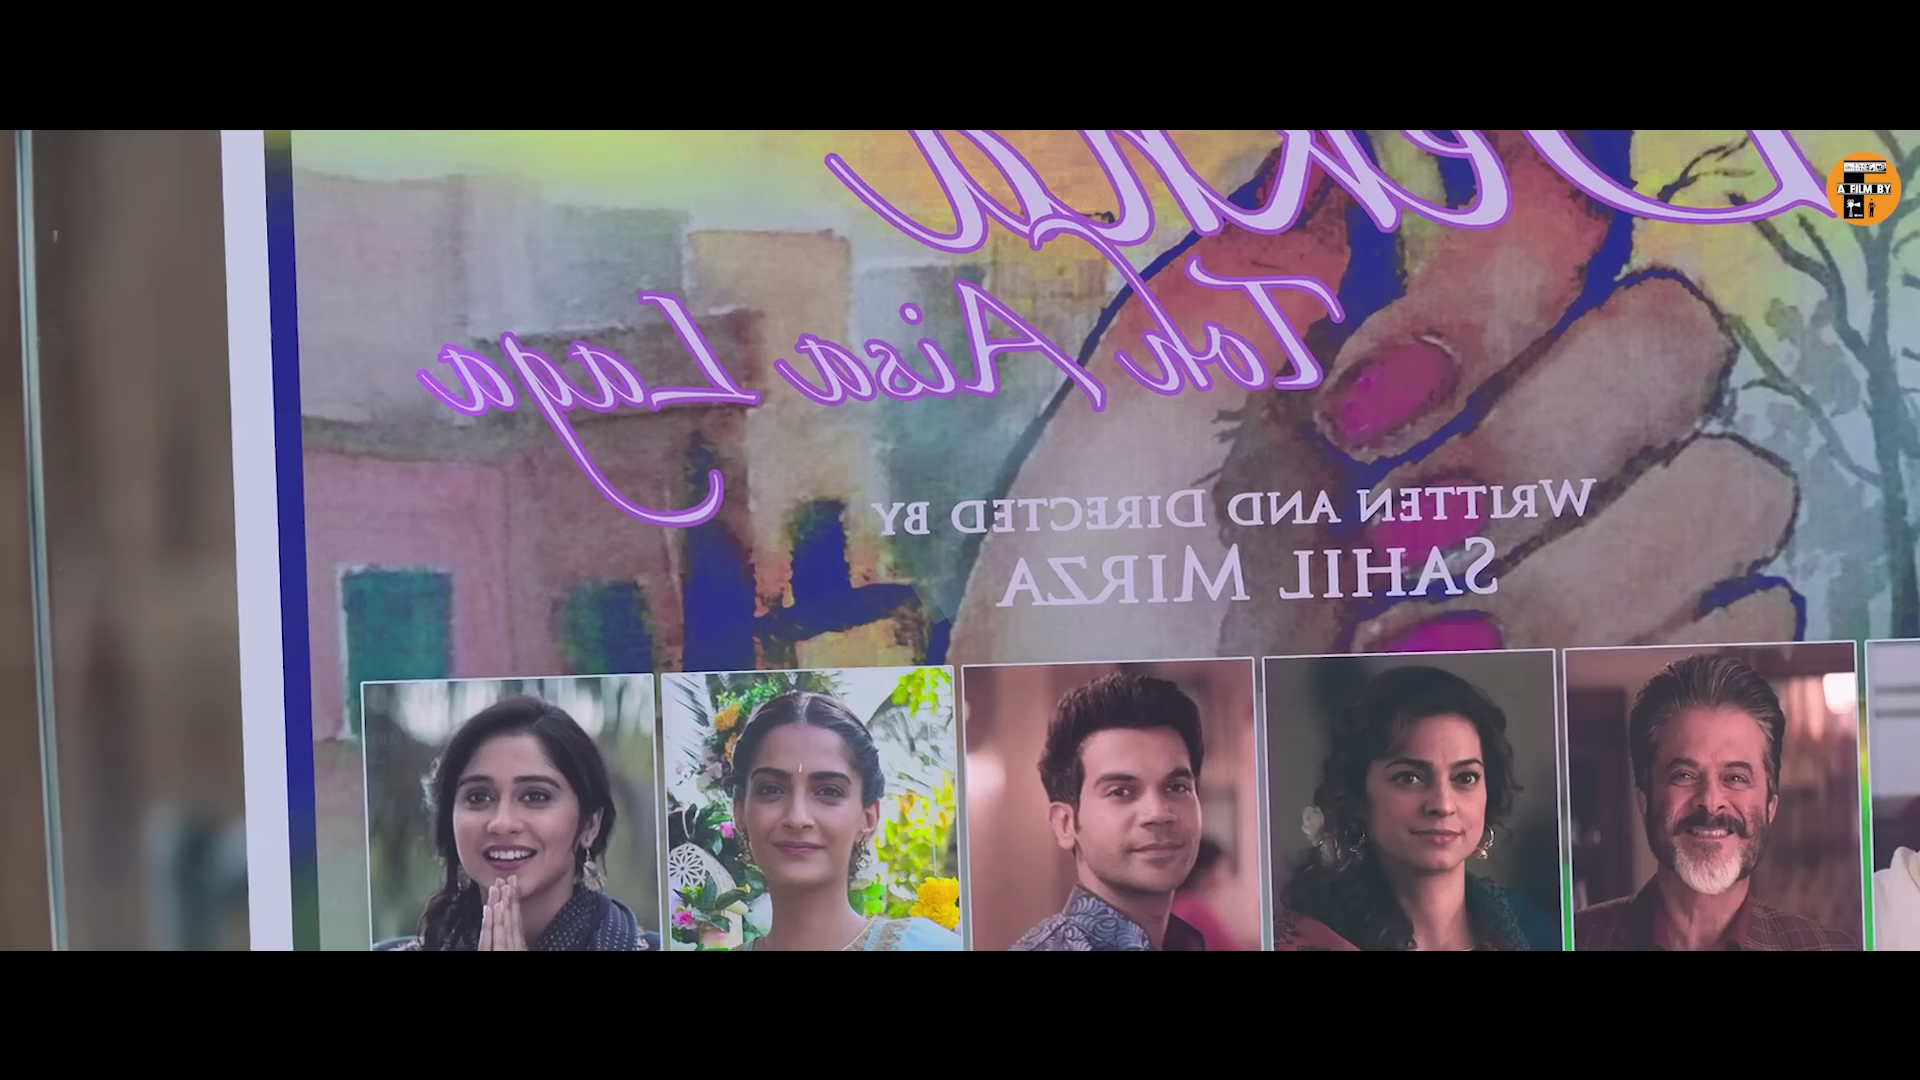 Toh Aisa Laga
WRITTEN AND DIRECTED BY
SAHIL MIRZA
A FILM BY